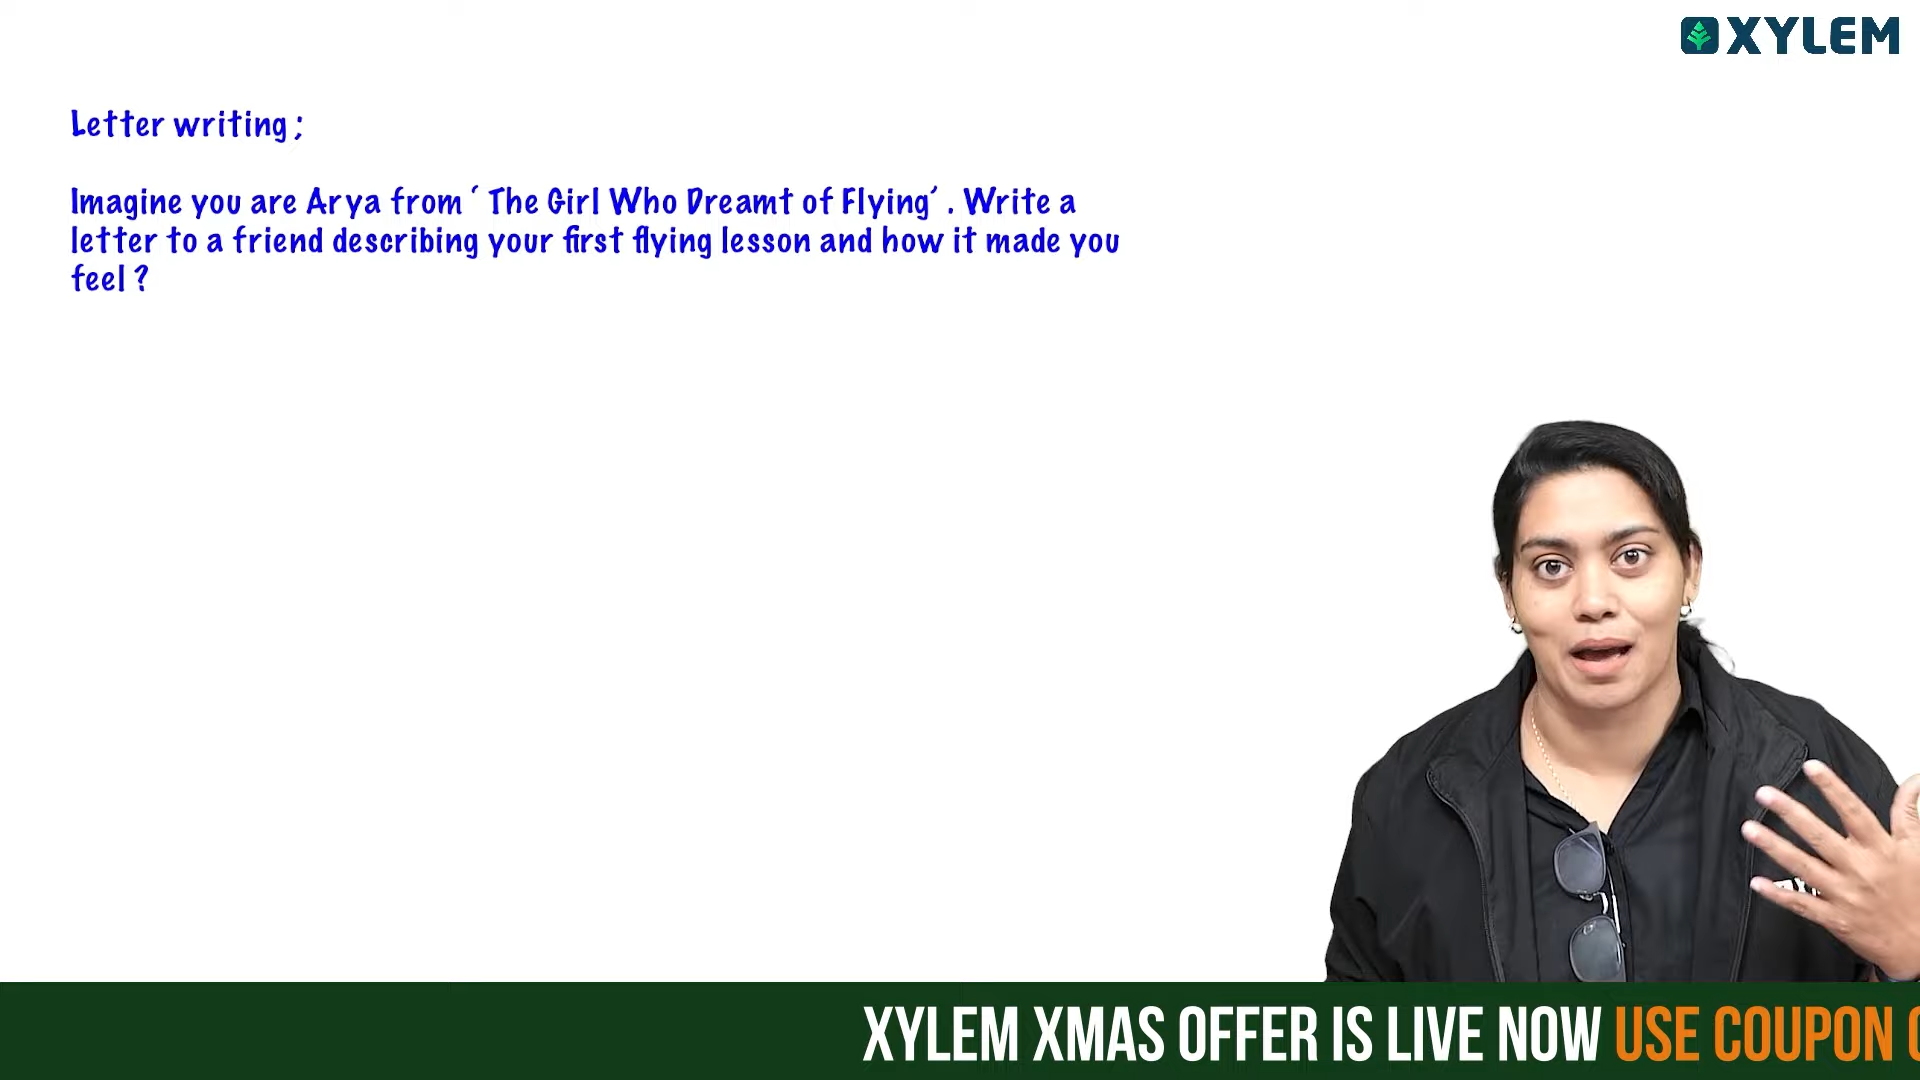 XYLEM
Letter writing ;
Imagine you are Arya from ‘ The Girl Who Dreamt of Flying’ . Write a
letter to a friend describing your first flying lesson and how it made you
feel ?
XYLEM XMAS OFFER IS LIVE NOW USE COUPON